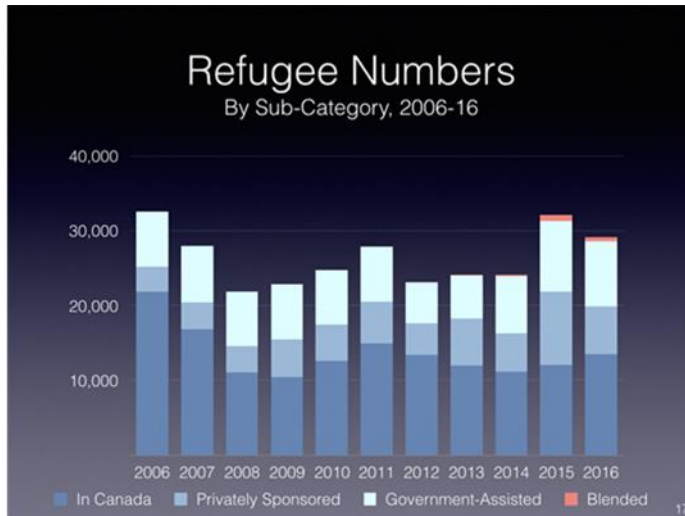 Refugee Numbers
By Sub-Category, 2006-16
40,000
30,000
20,000
10,000
2006 2007 2008 2009 2010 2011 2012 2013 2014 2015 2016
In Canada Privately Sponsored Government-Assisted Blended
17